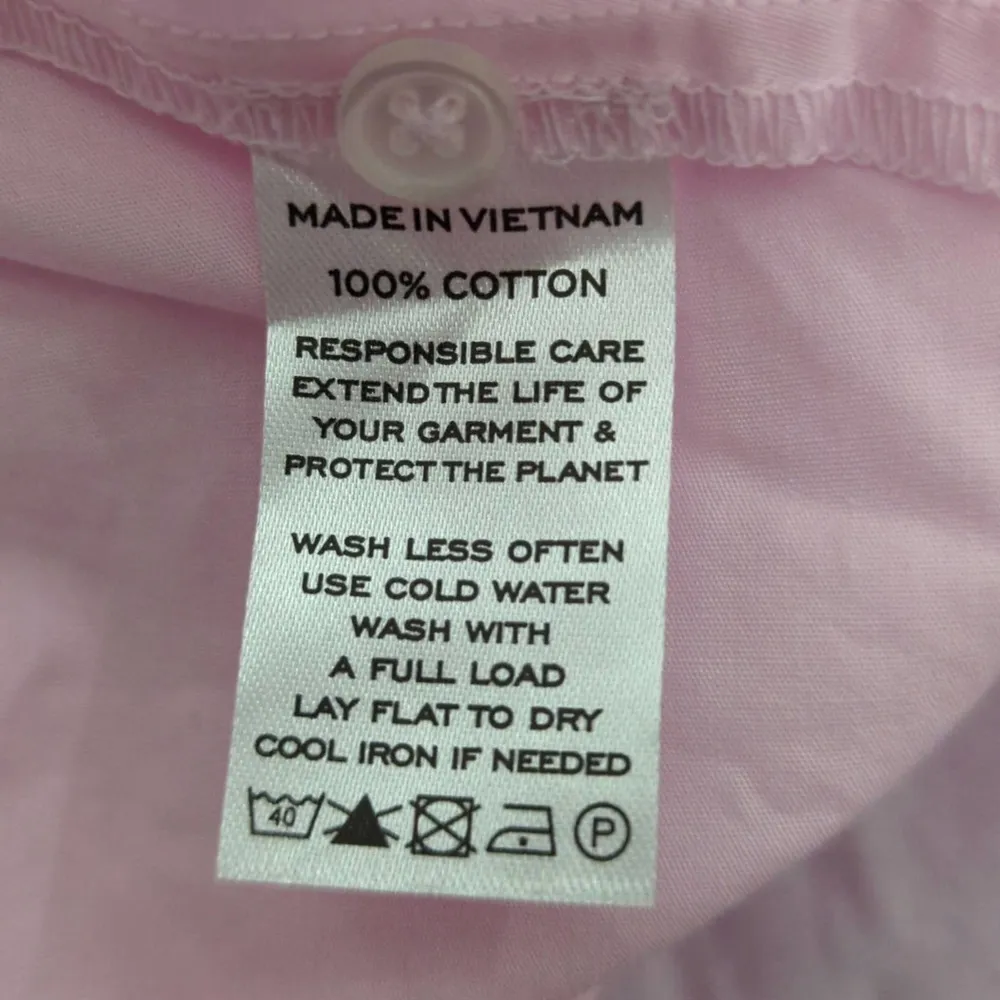 MADE IN VIETNAM
100% COTTON
RESPONSIBLE CARE
EXTEND THE LIFE OF
YOUR GARMENT &
PROTECT THE PLANET
WASH LESS OFTEN
USE COLD WATER
WASH WITH
A FULL LOAD
LAY FLAT TO DRY
COOL IRON IF NEEDED
40 P